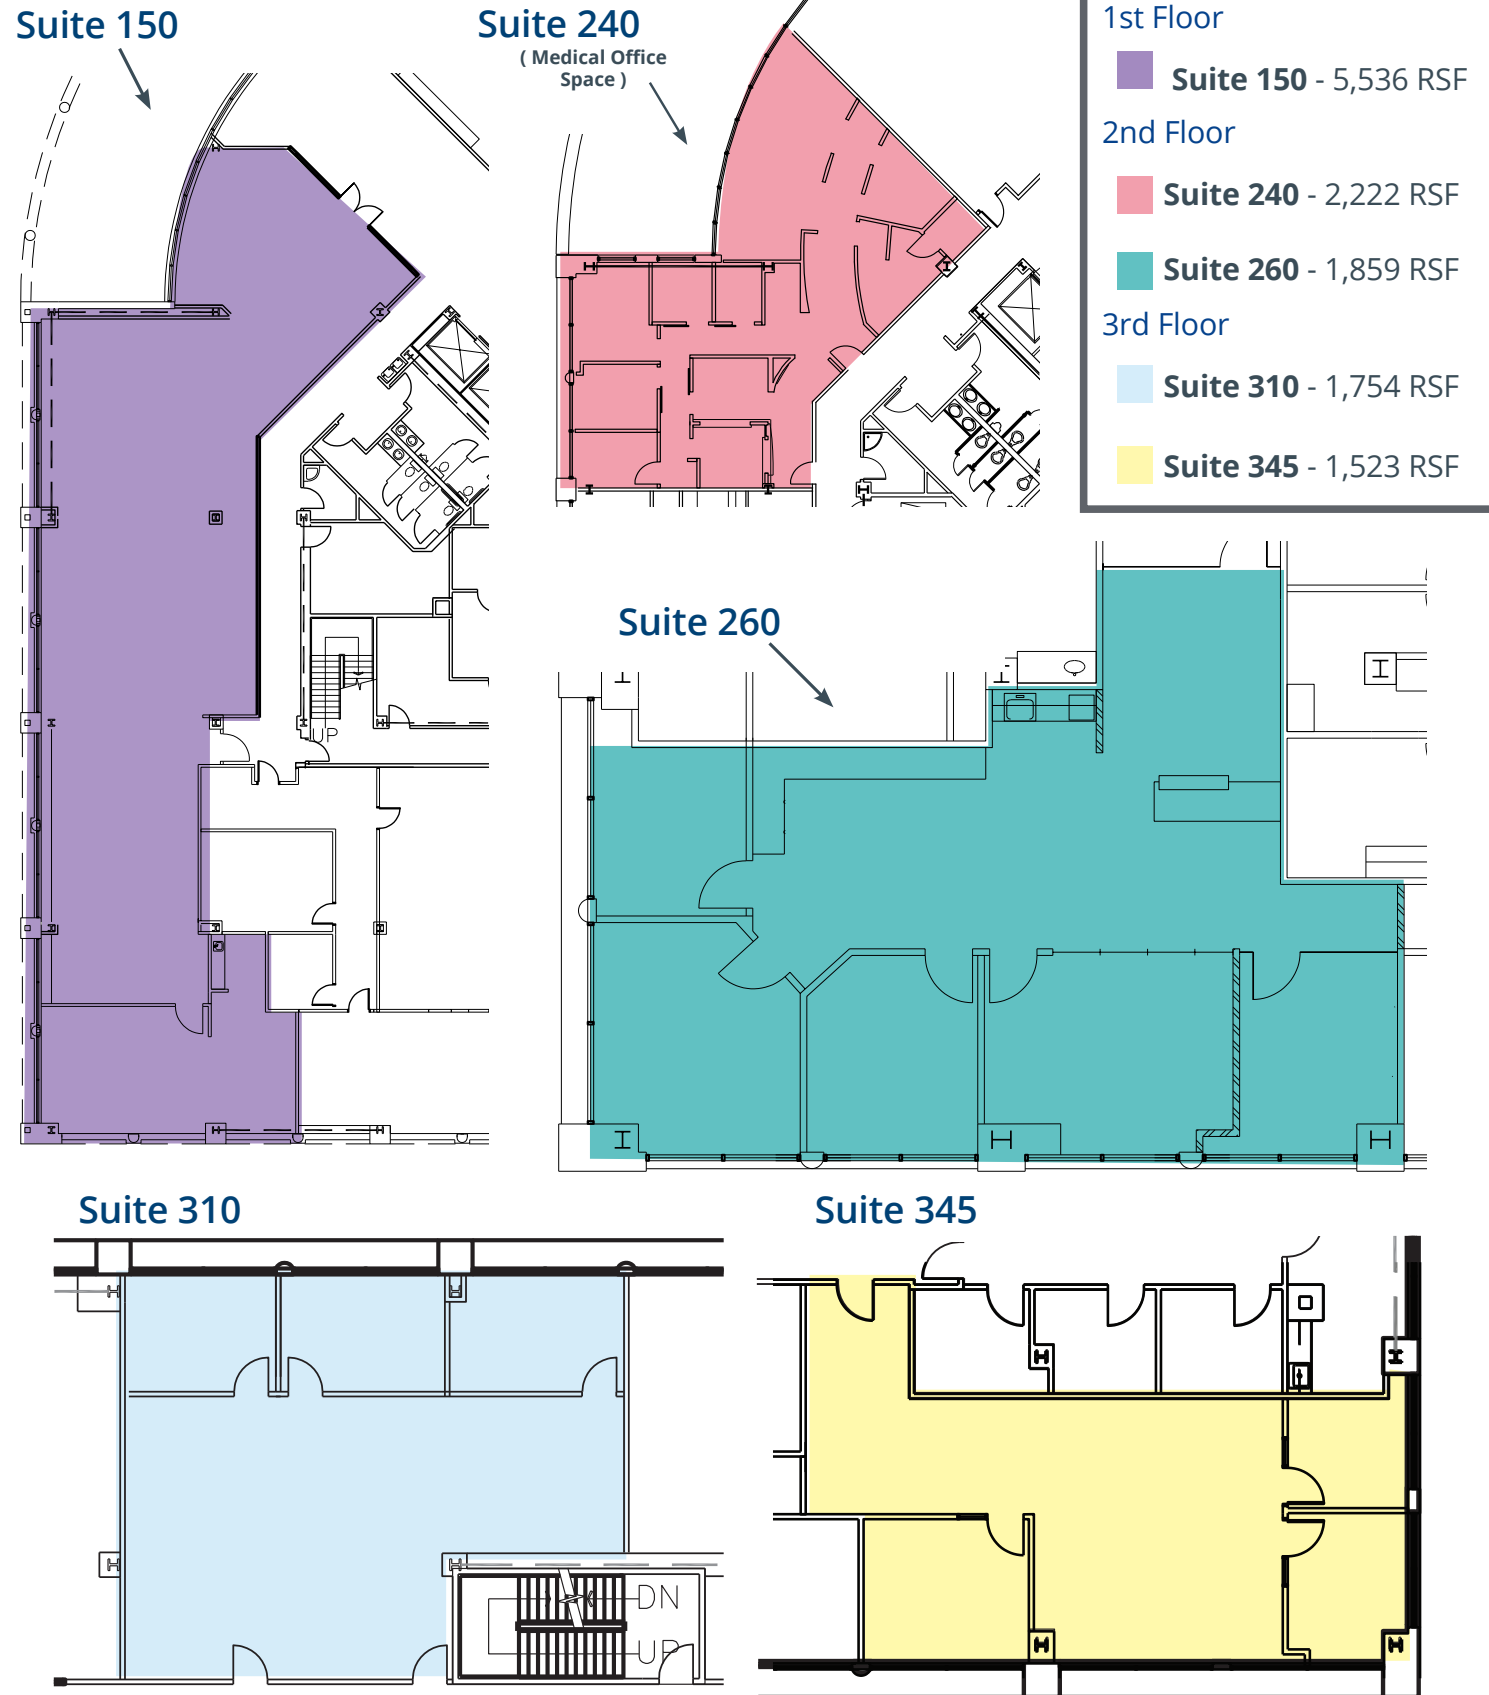 Suite 150
Suite 240
( Medical Office
Space )
1st Floor
Suite 150 - 5,536 RSF
2nd Floor
Suite 240 - 2,222 RSF
Suite 260 - 1,859 RSF
3rd Floor
Suite 310 - 1,754 RSF
Suite 345 - 1,523 RSF
UP
Suite 260
Suite 310
Suite 345
DN
UP